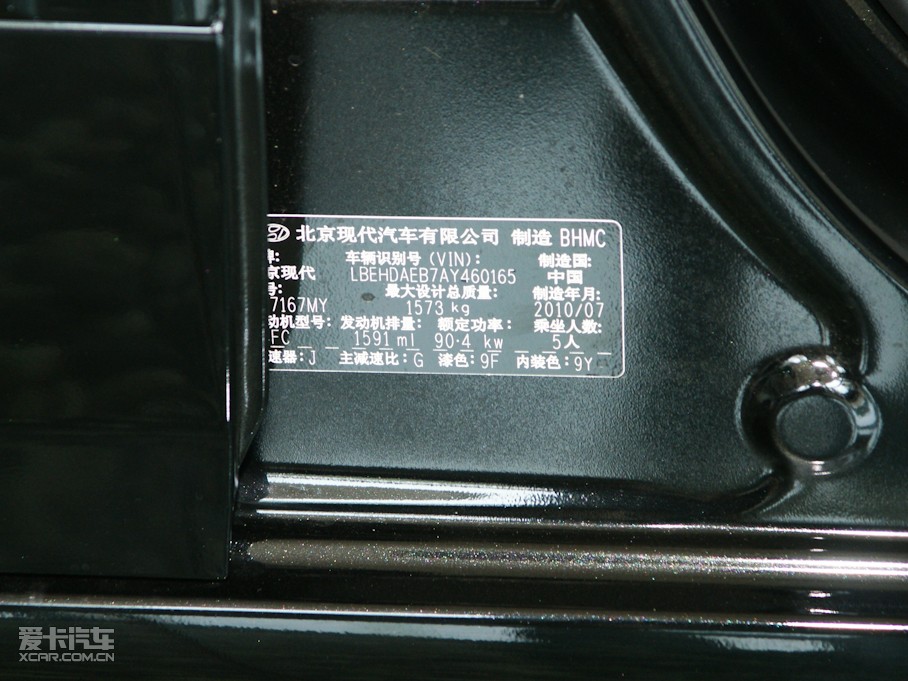 北京现代汽车有限公司 制造 BHMC
车辆识别号 (VIN): 制造国:
京现代 LBEHDAEB7AY460165 中国
号: 最大设计总质量: 制造年月:
7167MY 1573 kg 2010/07
动机型号: 发动机排量: 额定功率: 乘坐人数:
FC 1591 ml 90.4 kw 5人
速器: J 主减速比: G 漆色: 9F 内装色: 9Y
爱卡汽车
XCAR.COM.CN